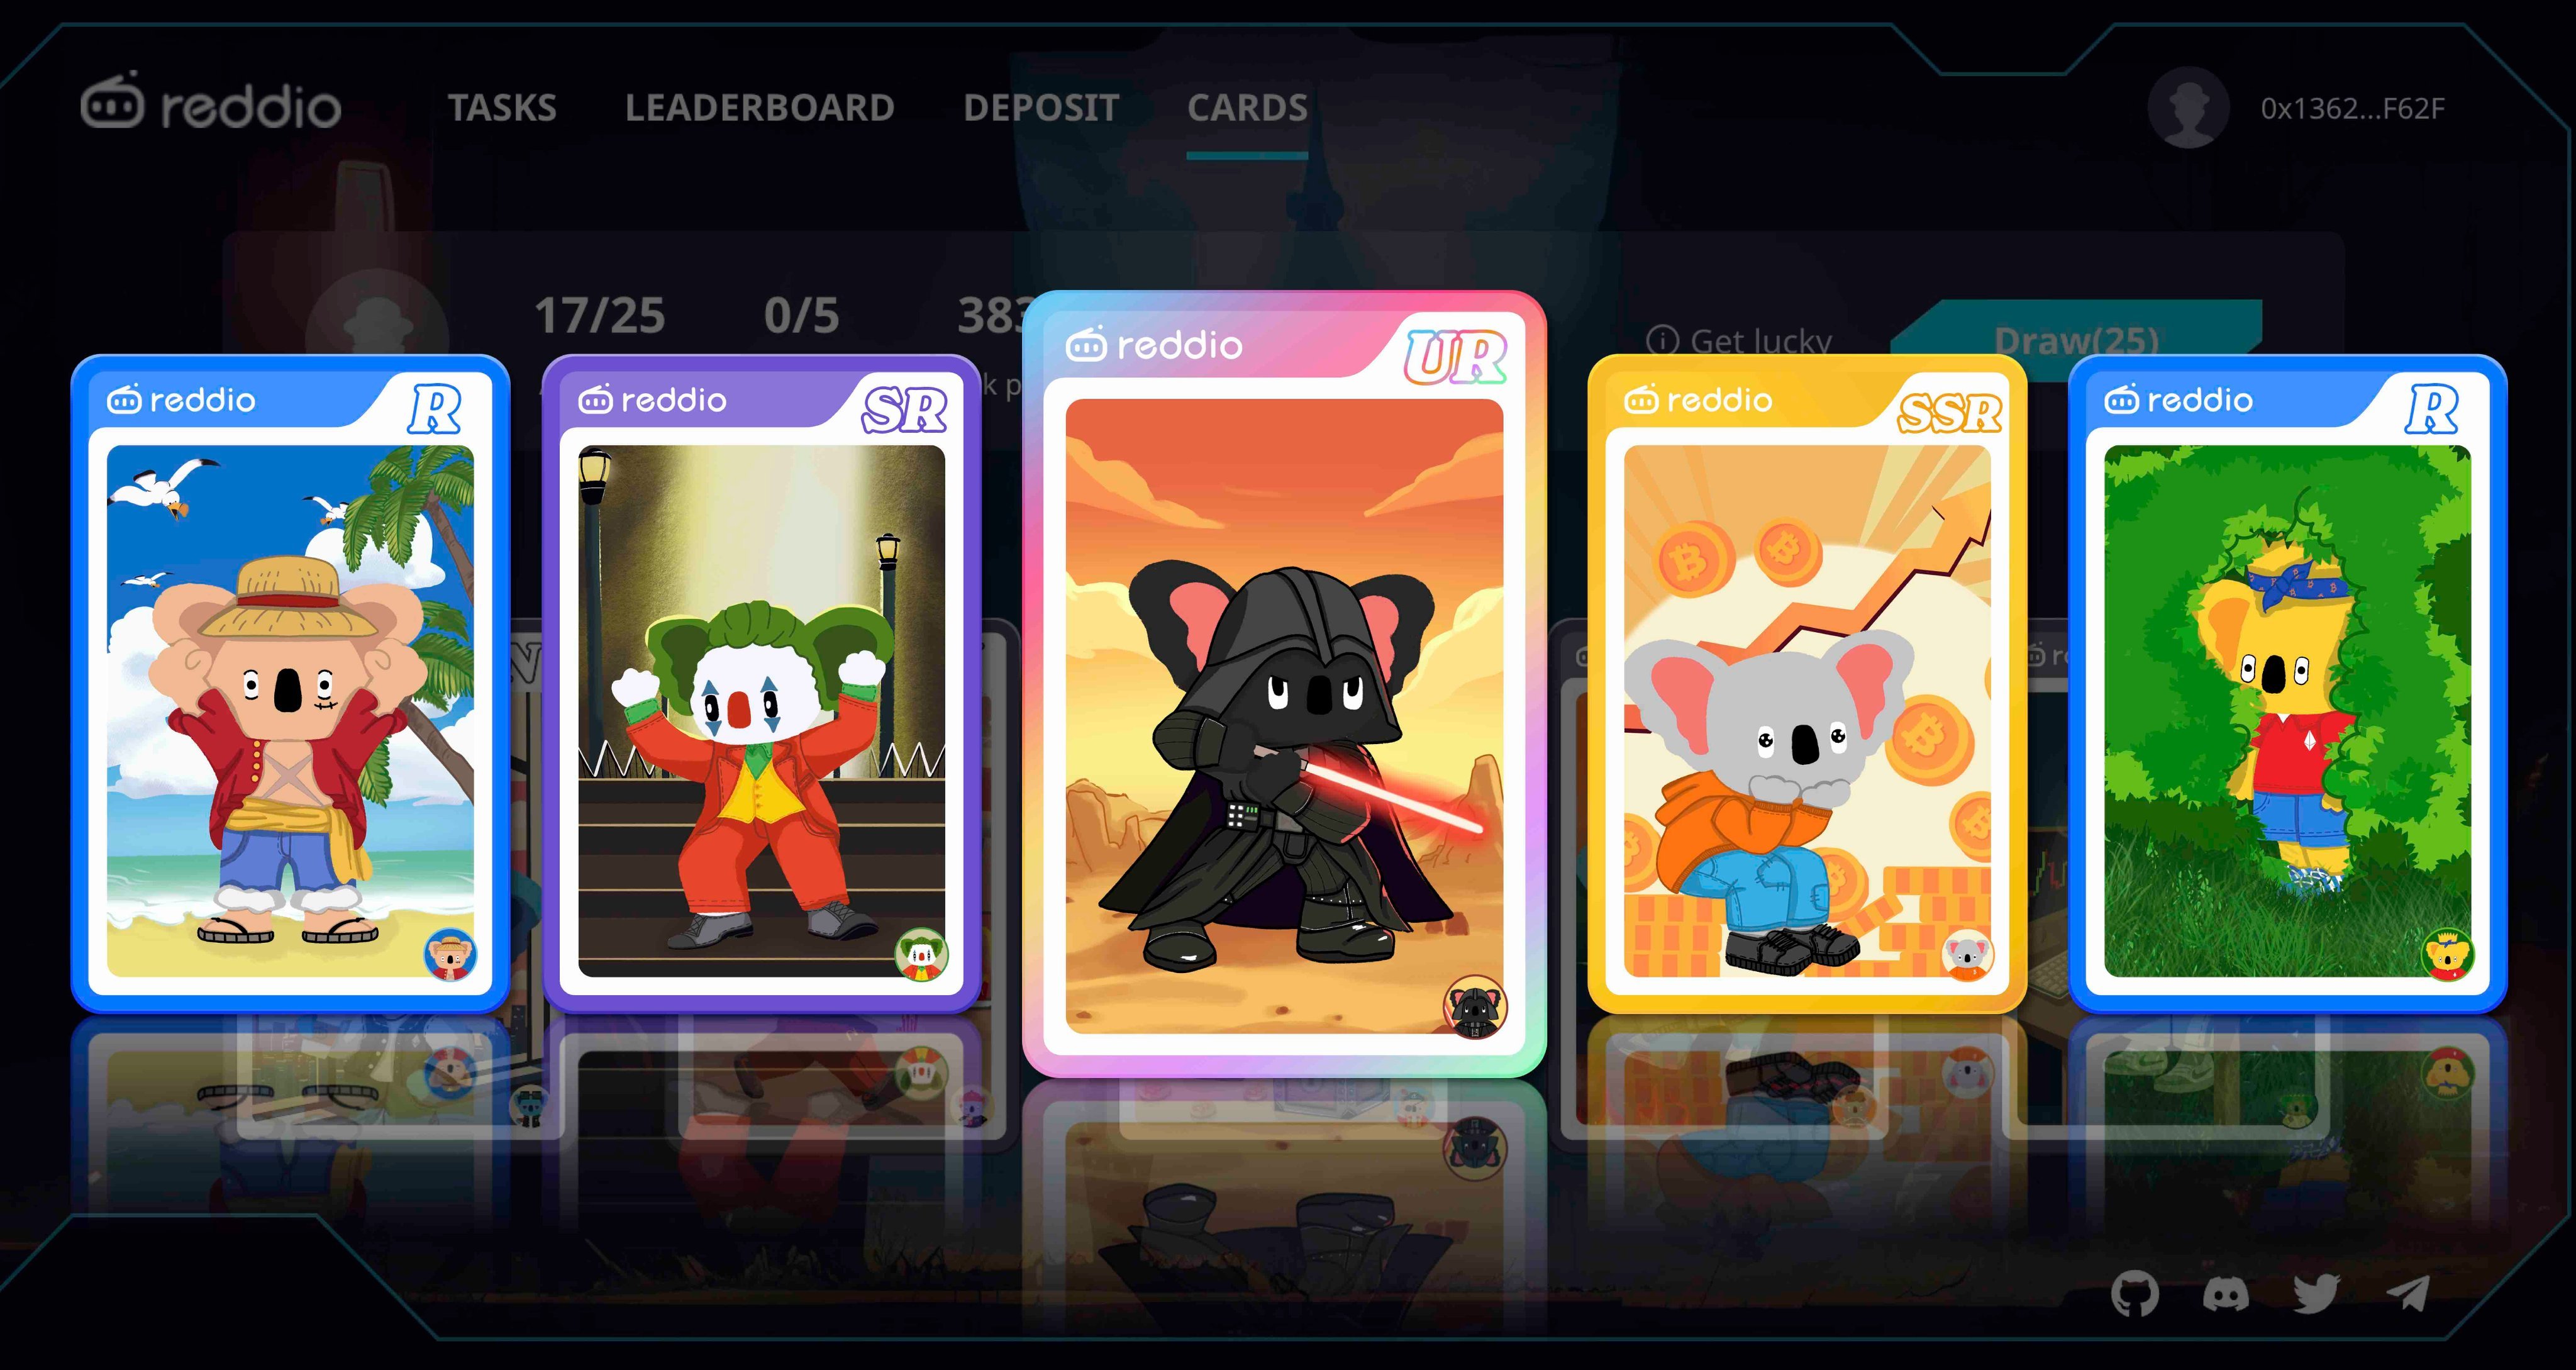 reddio TASKS LEADERBOARD DEPOSIT CARDS 0x1362...F62F
17/25 0/5 383
Get lucky Draw(25)
reddio R
reddio SR
reddio UR
reddio SSR
reddio R